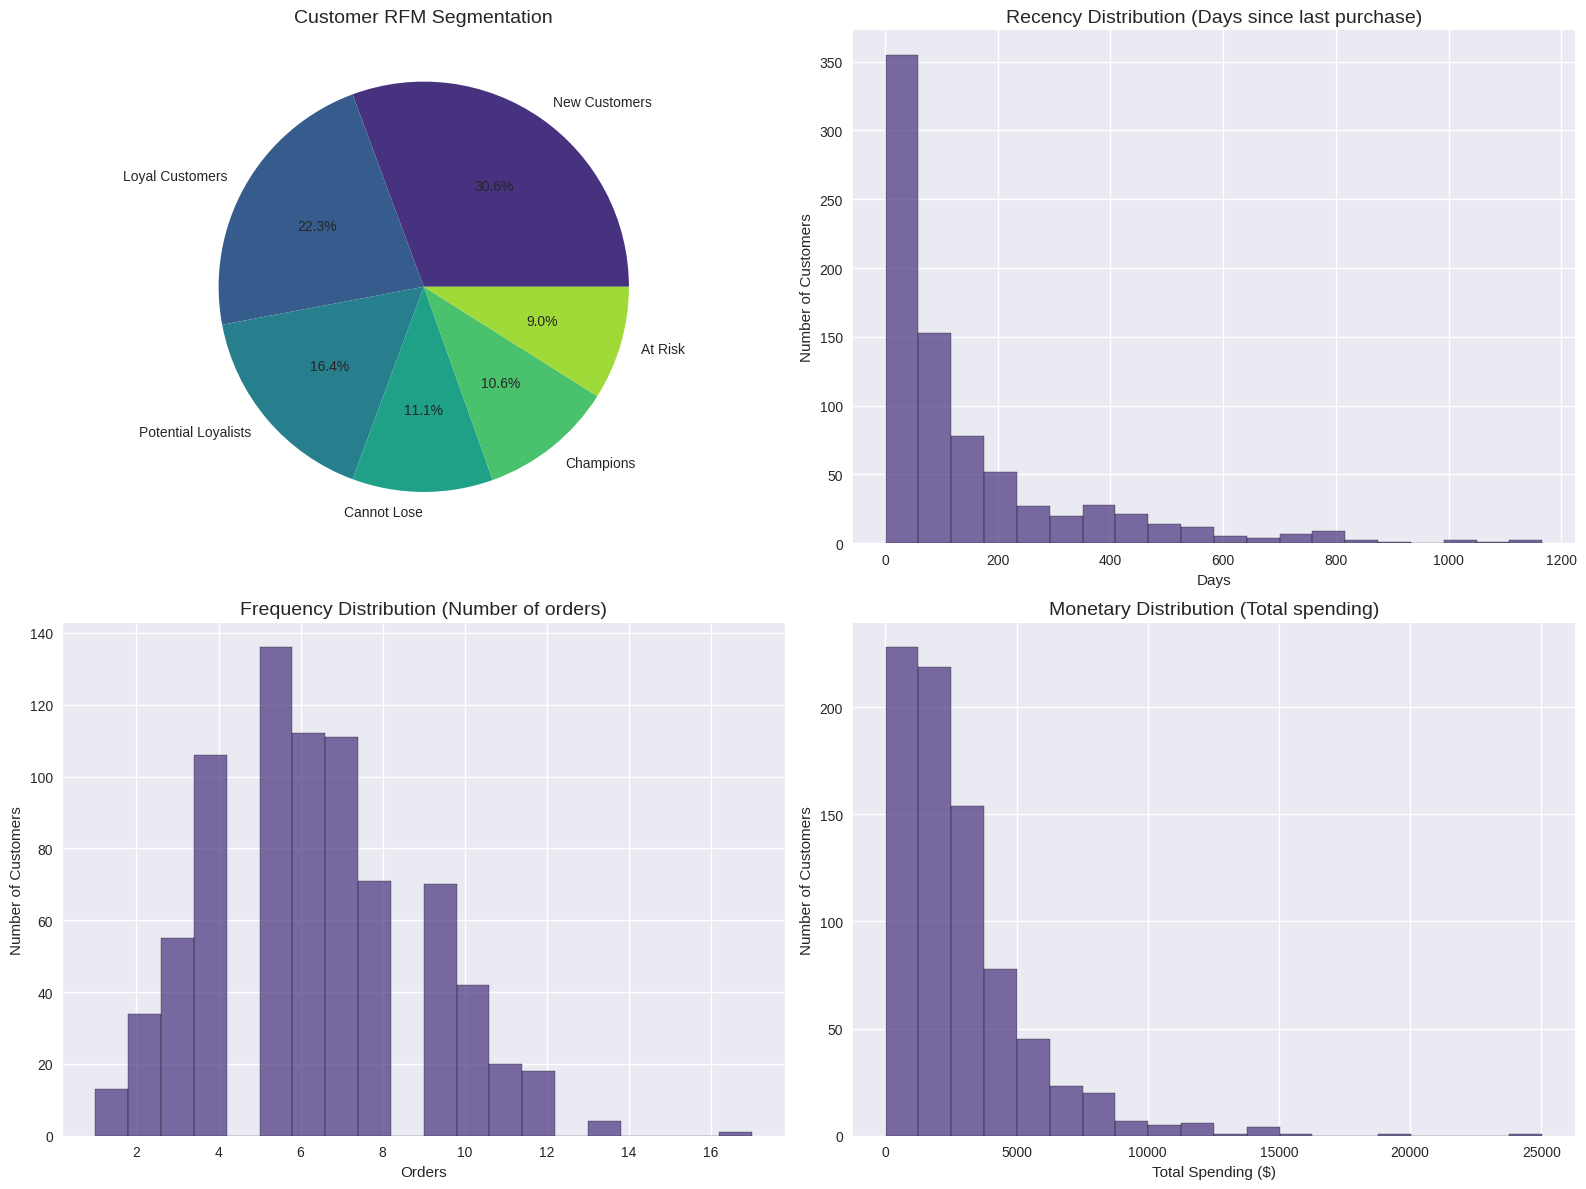 Customer RFM Segmentation
New Customers
Loyal Customers
Potential Loyalists
Cannot Lose
Champions
At Risk
30.6%
22.3%
16.4%
11.1%
10.6%
9.0%
Recency Distribution (Days since last purchase)
Number of Customers
350
300
250
200
150
100
50
0
0 200 400 600 800 1000 1200
Days
Frequency Distribution (Number of orders)
Number of Customers
140
120
100
80
60
40
20
0
2 4 6 8 10 12 14 16
Orders
Monetary Distribution (Total spending)
Number of Customers
200
150
100
50
0
0 5000 10000 15000 20000 25000
Total Spending ($)